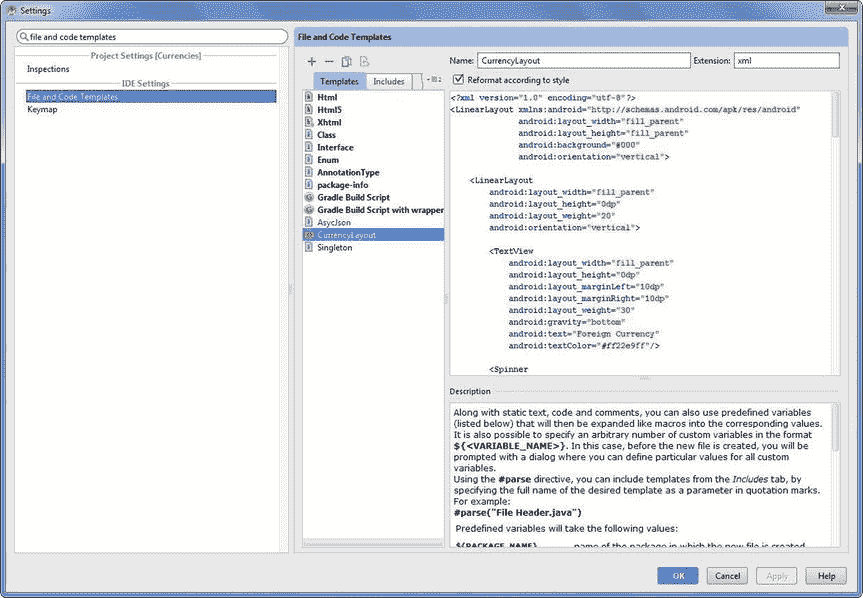 Settings
file and code templates
Project Settings [Currencies]
Inspections
IDE Settings
File and Code Templates
Keymap
File and Code Templates
Name: CurrencyLayout Extension: xml
Templates Includes
Reformat according to style
Html
Html5
Xhtml
Class
Interface
Enum
AnnotationType
package-info
Gradle Build Script
Gradle Build Script with wrapper
AsycJson
CurrencyLayout
Singleton
<?xml version="1.0" encoding="utf-8"?>
<LinearLayout xmlns:android="http://schemas.android.com/apk/res/android"
android:layout_width="fill_parent"
android:layout_height="fill_parent"
android:background="#000"
android:orientation="vertical">
<LinearLayout
android:layout_width="fill_parent"
android:layout_height="0dp"
android:layout_weight="20"
android:orientation="vertical">
<TextView
android:layout_width="fill_parent"
android:layout_height="0dp"
android:layout_marginLeft="10dp"
android:layout_marginRight="10dp"
android:layout_weight="30"
android:gravity="bottom"
android:text="Foreign Currency"
android:textColor="#ff22e9ff"/>
<Spinner
Description
Along with static text, code and comments, you can also use predefined variables
(listed below) that will then be expanded like macros into the corresponding values.
It is also possible to specify an arbitrary number of custom variables in the format
${<VARIABLE_NAME>}. In this case, before the new file is created, you will be
prompted with a dialog where you can define particular values for all custom
variables.
Using the #parse directive, you can include templates from the Includes tab, by
specifying the full name of the desired template as a parameter in quotation marks.
For example:
#parse("File Header.java")
Predefined variables will take the following values:
${PACKAGE_NAME} name of the package in which the new file is created
OK Cancel Apply Help